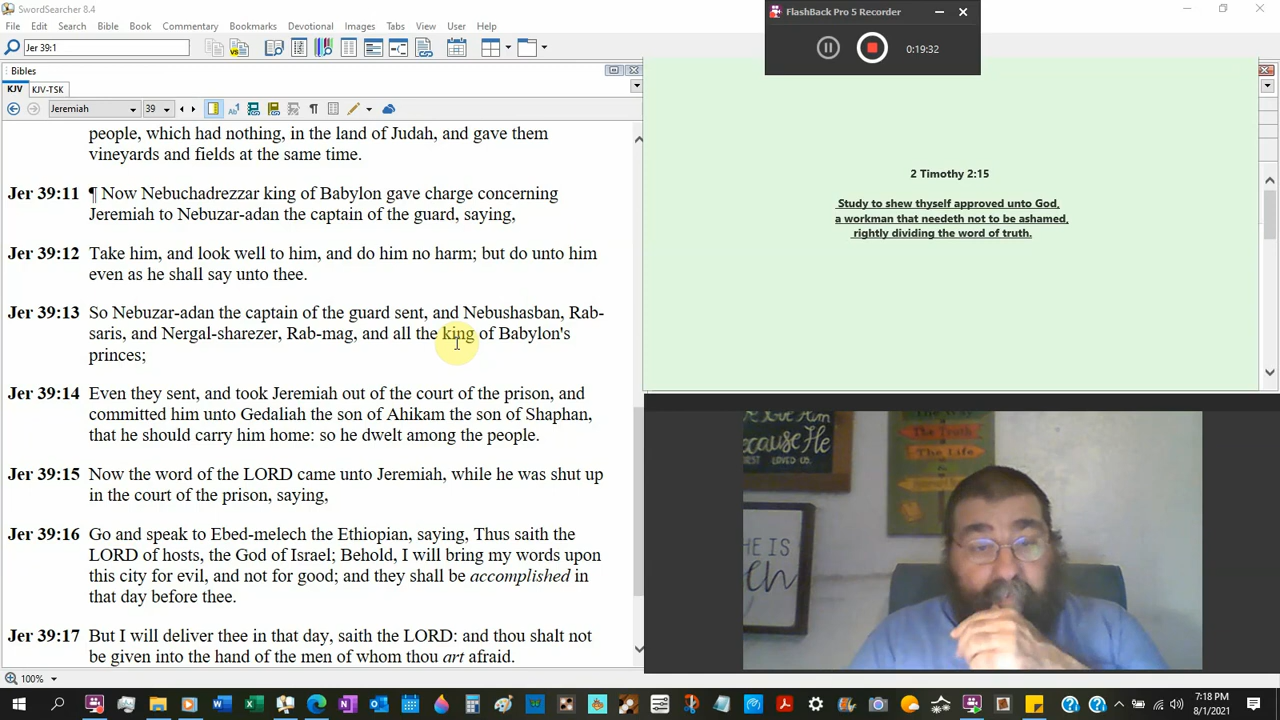 SwordSearcher 8.4
FlashBack Pro 5 Recorder
File Edit Search Bible Book Commentary Bookmarks Devotional Images Tabs View User Help
Jer 39:1
0:19:32
Bibles
KJV KJV-TSK
Jeremiah 39
people, which had nothing, in the land of Judah, and gave them
vineyards and fields at the same time.
Jer 39:11 ¶ Now Nebuchadrezzar king of Babylon gave charge concerning
Jeremiah to Nebuzar-adan the captain of the guard, saying,
Jer 39:12 Take him, and look well to him, and do him no harm; but do unto him
even as he shall say unto thee.
Jer 39:13 So Nebuzar-adan the captain of the guard sent, and Nebushasban, Rab-
saris, and Nergal-sharezer, Rab-mag, and all the king of Babylon's
princes;
Jer 39:14 Even they sent, and took Jeremiah out of the court of the prison, and
committed him unto Gedaliah the son of Ahikam the son of Shaphan,
that he should carry him home: so he dwelt among the people.
Jer 39:15 Now the word of the LORD came unto Jeremiah, while he was shut up
in the court of the prison, saying,
Jer 39:16 Go and speak to Ebed-melech the Ethiopian, saying, Thus saith the
LORD of hosts, the God of Israel; Behold, I will bring my words upon
this city for evil, and not for good; and they shall be accomplished in
that day before thee.
Jer 39:17 But I will deliver thee in that day, saith the LORD: and thou shalt not
be given into the hand of the men of whom thou art afraid.
100%
2 Timothy 2:15
Study to shew thyself approved unto God,
a workman that needeth not to be ashamed,
rightly dividing the word of truth.
because He
The Truth
The Life
HE IS
7:18 PM
8/1/2021